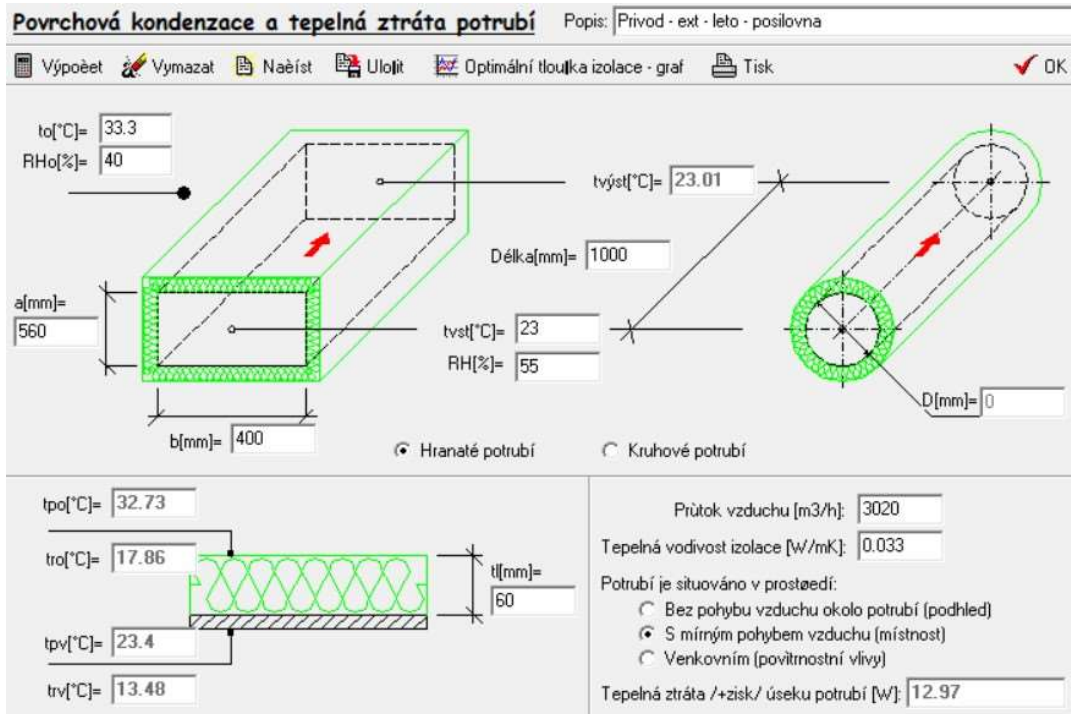 Povrchová kondenzace a tepelná ztráta potrubí Popis: Privod - ext - leto - posilovna
Výpoèet Vymazat Naèíst Uložit Optimální tlouška izolace - graf Tisk OK
to[°C]= 33.3
RHo[%]= 40
tvýst[°C]= 23.01
Délka[mm]= 1000
a[mm]=
560
tvst[°C]= 23
RH[%]= 55
D[mm]= 0
b[mm]= 400
Hranaté potrubí Kruhové potrubí
tpo[°C]= 32.73
tro[°C]= 17.86
tl[mm]=
60
tpv[°C]= 23.4
trv[°C]= 13.48
Prùtok vzduchu [m3/h]: 3020
Tepelná vodivost izolace [W/mK]: 0.033
Potrubí je situováno v prostøedí:
Bez pohybu vzduchu okolo potrubí (podhled)
S mírným pohybem vzduchu (místnost)
Venkovním (povìtrnostní vlivy)
Tepelná ztráta /+zisk/ úseku potrubí [W]: 12.97